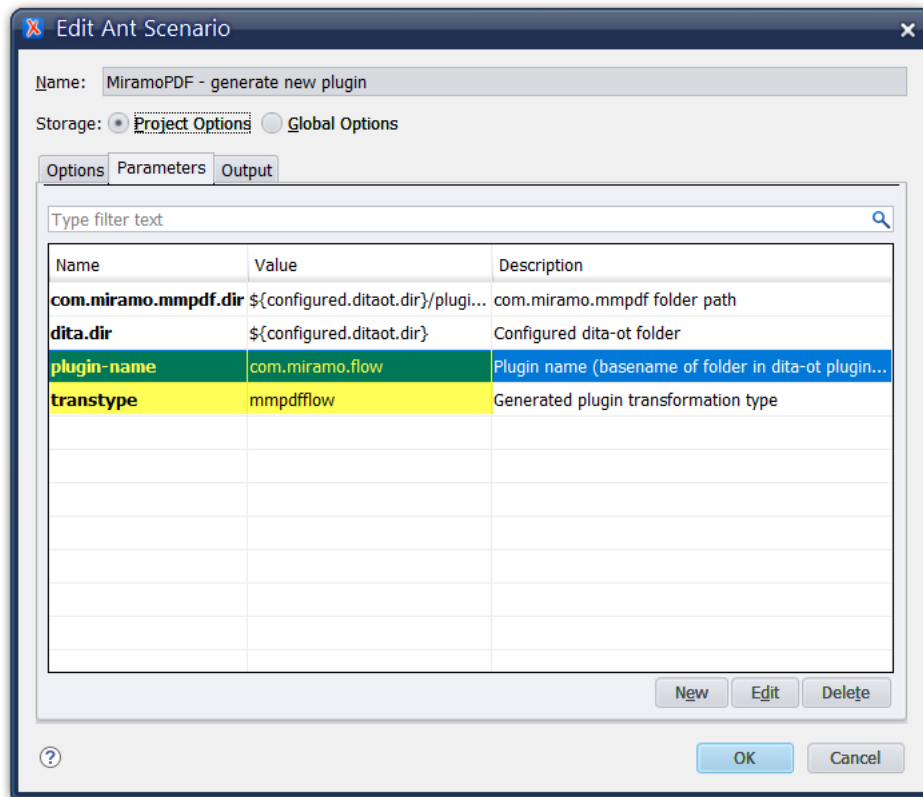 Edit Ant Scenario
Name: MiramoPDF - generate new plugin
Storage: Project Options Global Options
Options Parameters Output
Type filter text
Name Value Description
com.miramo.mmpdf.dir ${configured.ditaot.dir}/plugi... com.miramo.mmpdf folder path
dita.dir ${configured.ditaot.dir} Configured dita-ot folder
plugin-name com.miramo.flow Plugin name (basename of folder in dita-ot plugin...
transtype mmpdfflow Generated plugin transformation type
New Edit Delete
? OK Cancel